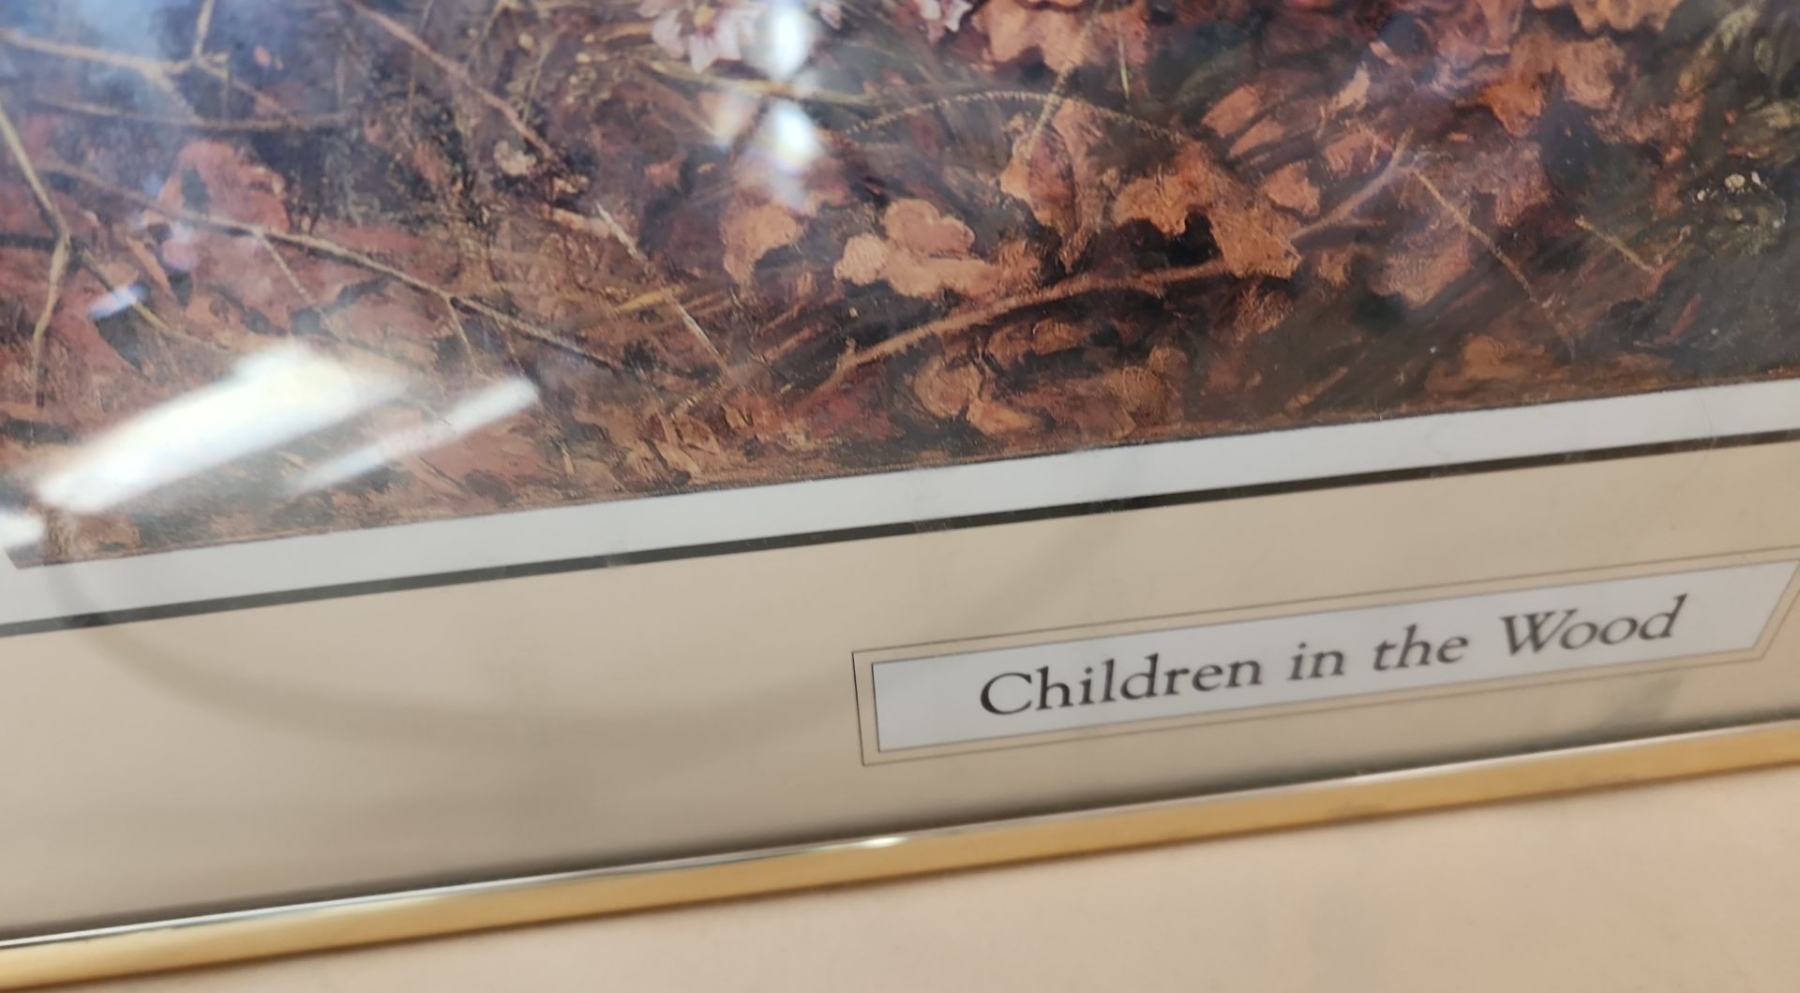 Children in the Wood